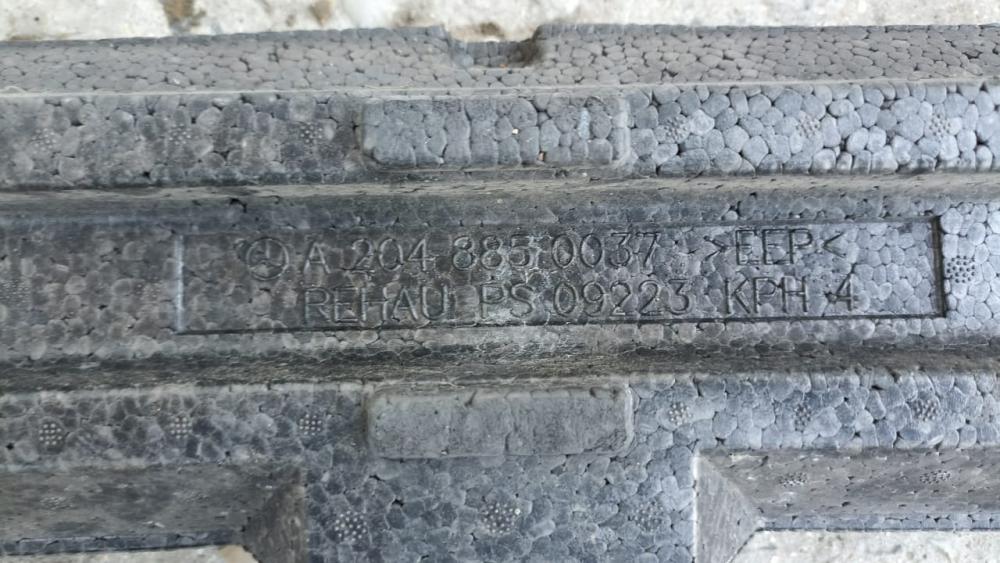 A 204 885 0037 >EEP<
REHAU PS 09223 KPH 4